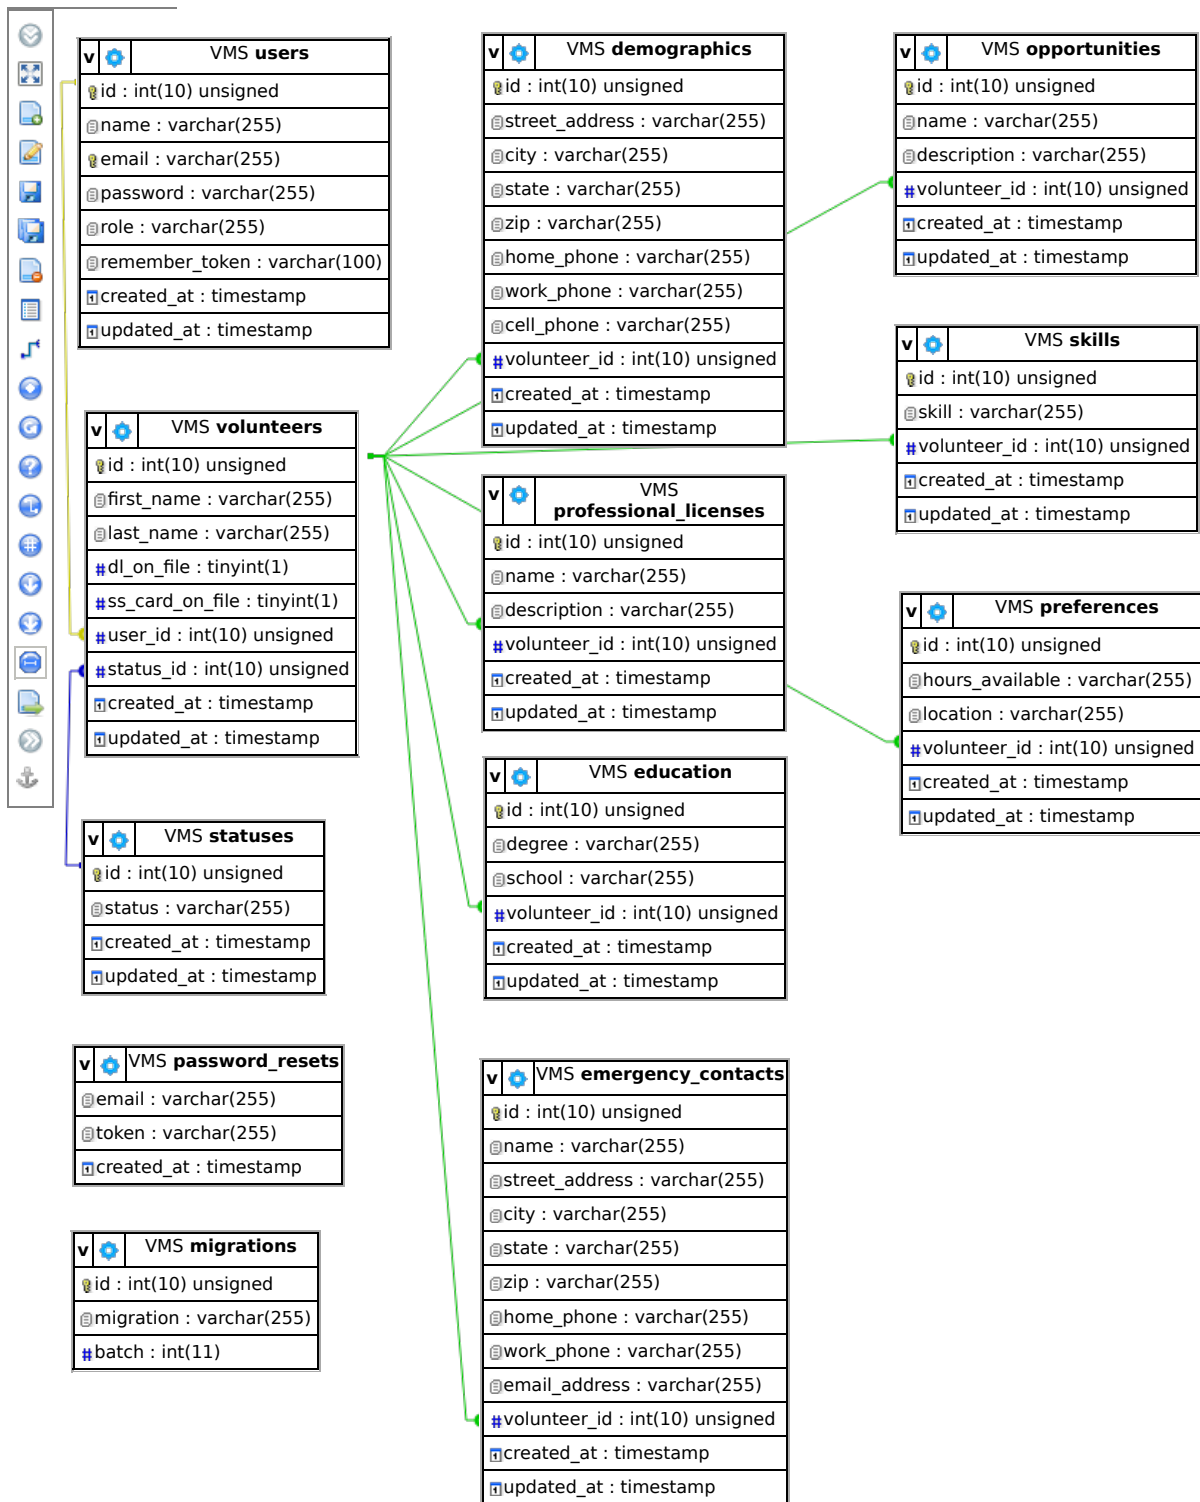 v VMS users
id : int(10) unsigned
name : varchar(255)
email : varchar(255)
password : varchar(255)
role : varchar(255)
remember_token : varchar(100)
created_at : timestamp
updated_at : timestamp
v VMS volunteers
id : int(10) unsigned
first_name : varchar(255)
last_name : varchar(255)
#dl_on_file : tinyint(1)
#ss_card_on_file : tinyint(1)
#user_id : int(10) unsigned
#status_id : int(10) unsigned
created_at : timestamp
updated_at : timestamp
v VMS statuses
id : int(10) unsigned
status : varchar(255)
created_at : timestamp
updated_at : timestamp
v VMS password_resets
email : varchar(255)
token : varchar(255)
created_at : timestamp
v VMS migrations
id : int(10) unsigned
migration : varchar(255)
#batch : int(11)
v VMS demographics
id : int(10) unsigned
street_address : varchar(255)
city : varchar(255)
state : varchar(255)
zip : varchar(255)
home_phone : varchar(255)
work_phone : varchar(255)
cell_phone : varchar(255)
#volunteer_id : int(10) unsigned
created_at : timestamp
updated_at : timestamp
v VMS
professional_licenses
id : int(10) unsigned
name : varchar(255)
description : varchar(255)
#volunteer_id : int(10) unsigned
created_at : timestamp
updated_at : timestamp
v VMS education
id : int(10) unsigned
degree : varchar(255)
school : varchar(255)
#volunteer_id : int(10) unsigned
created_at : timestamp
updated_at : timestamp
v VMS emergency_contacts
id : int(10) unsigned
name : varchar(255)
street_address : varchar(255)
city : varchar(255)
state : varchar(255)
zip : varchar(255)
home_phone : varchar(255)
work_phone : varchar(255)
email_address : varchar(255)
#volunteer_id : int(10) unsigned
created_at : timestamp
updated_at : timestamp
v VMS opportunities
id : int(10) unsigned
name : varchar(255)
description : varchar(255)
#volunteer_id : int(10) unsigned
created_at : timestamp
updated_at : timestamp
v VMS skills
id : int(10) unsigned
skill : varchar(255)
#volunteer_id : int(10) unsigned
created_at : timestamp
updated_at : timestamp
v VMS preferences
id : int(10) unsigned
hours_available : varchar(255)
location : varchar(255)
#volunteer_id : int(10) unsigned
created_at : timestamp
updated_at : timestamp